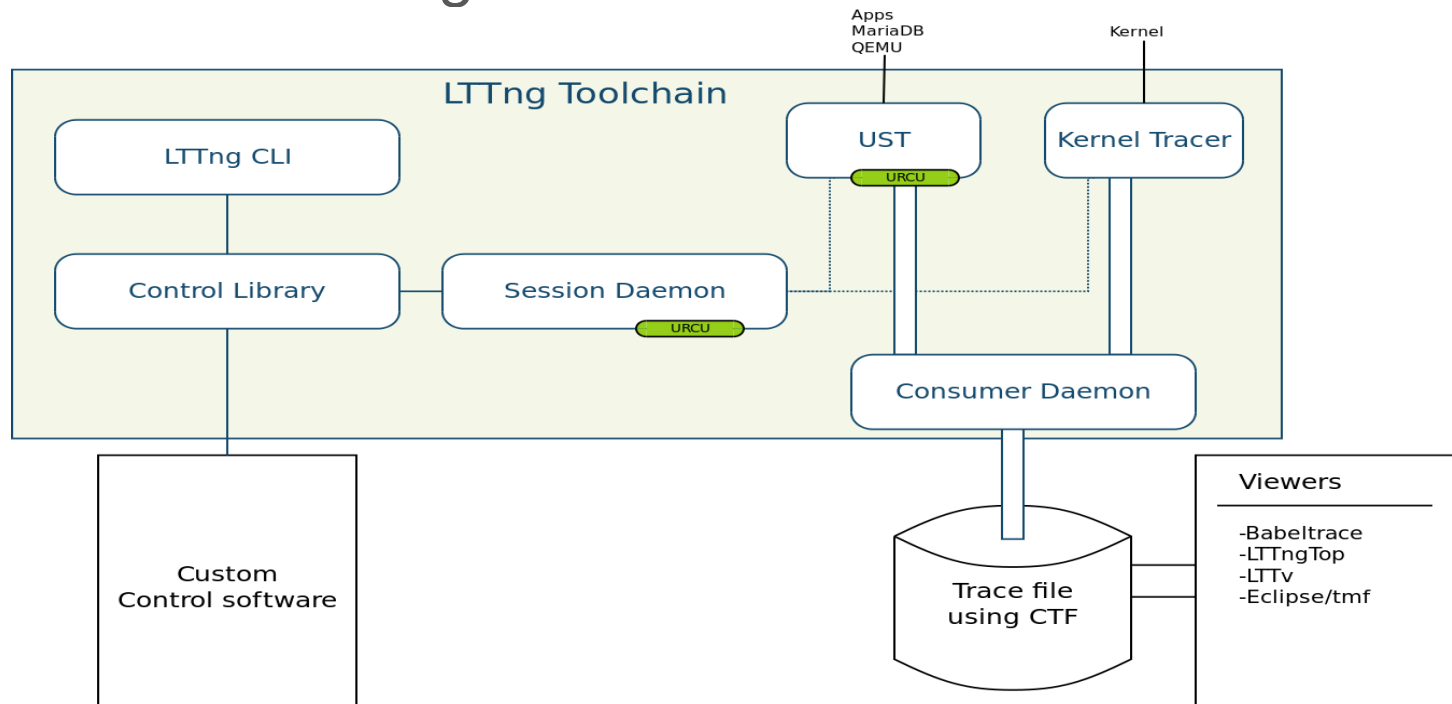 Apps
MariaDB
QEMU
Kernel
LTTng Toolchain
LTTng CLI
UST
Kernel Tracer
URCU
Control Library
Session Daemon
URCU
Consumer Daemon
Custom
Control software
Trace file
using CTF
Viewers
-Babeltrace
-LTTngTop
-LTTv
-Eclipse/tmf